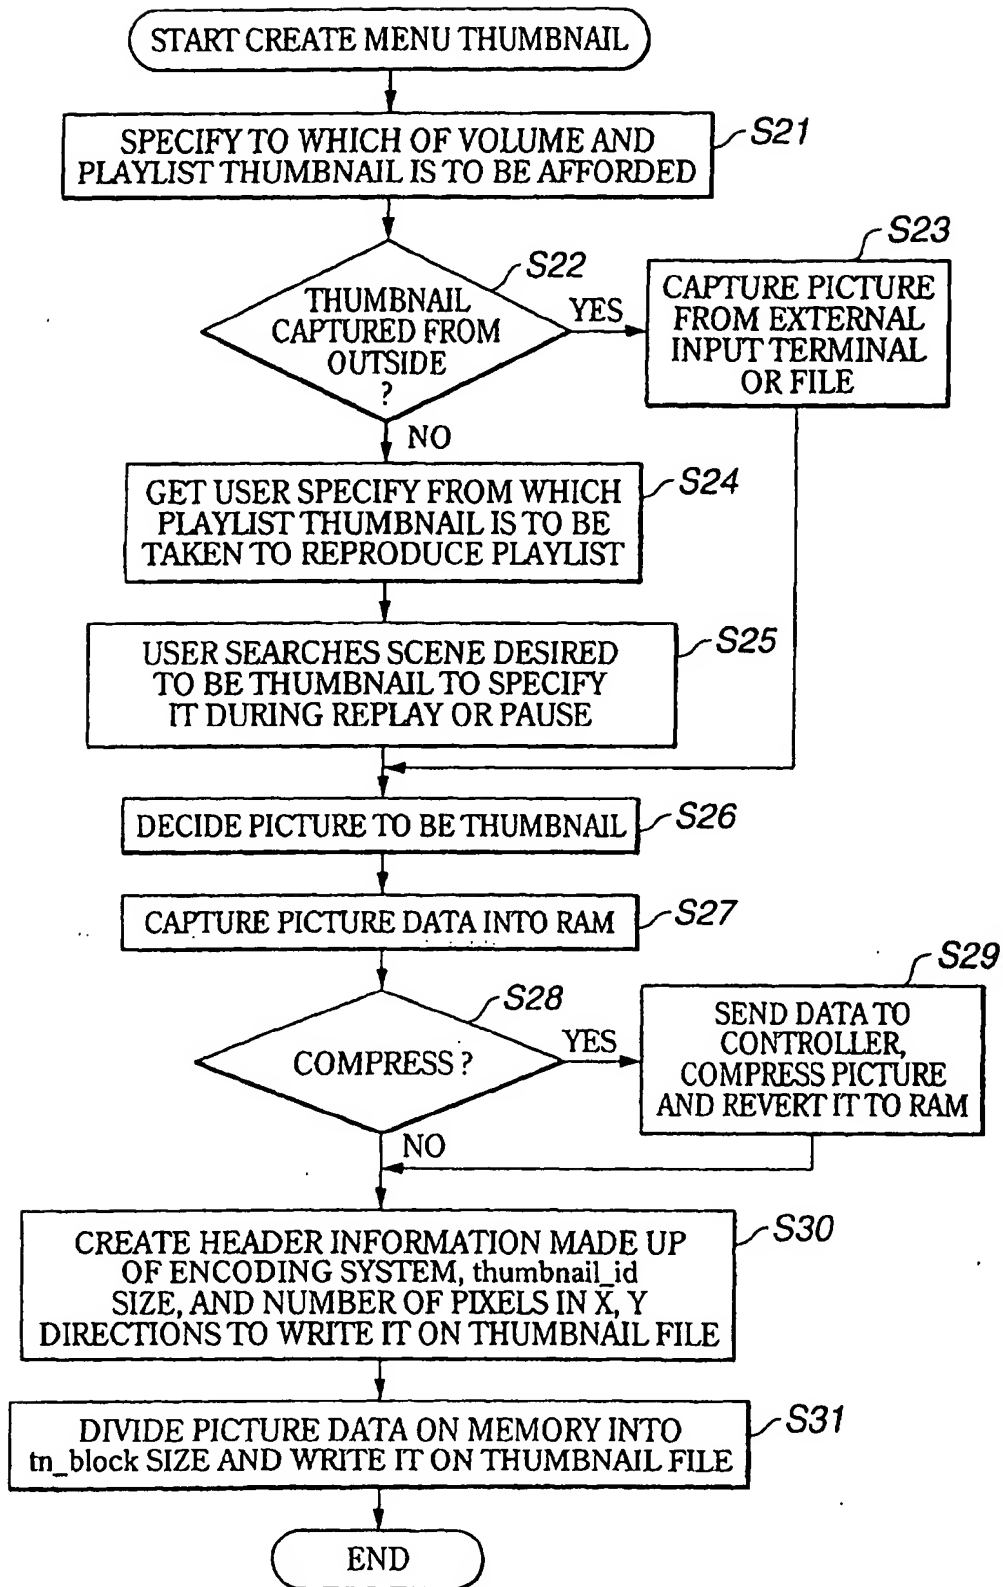 START CREATE MENU THUMBNAIL
SPECIFY TO WHICH OF VOLUME AND
PLAYLIST THUMBNAIL IS TO BE AFFORDED
S21
THUMBNAIL
CAPTURED FROM
OUTSIDE
?
S22
YES
NO
CAPTURE PICTURE
FROM EXTERNAL
INPUT TERMINAL
OR FILE
S23
GET USER SPECIFY FROM WHICH
PLAYLIST THUMBNAIL IS TO BE
TAKEN TO REPRODUCE PLAYLIST
S24
USER SEARCHES SCENE DESIRED
TO BE THUMBNAIL TO SPECIFY
IT DURING REPLAY OR PAUSE
S25
DECIDE PICTURE TO BE THUMBNAIL
S26
CAPTURE PICTURE DATA INTO RAM
S27
COMPRESS ?
S28
YES
NO
SEND DATA TO
CONTROLLER,
COMPRESS PICTURE
AND REVERT IT TO RAM
S29
CREATE HEADER INFORMATION MADE UP
OF ENCODING SYSTEM, thumbnail_id
SIZE, AND NUMBER OF PIXELS IN X, Y
DIRECTIONS TO WRITE IT ON THUMBNAIL FILE
S30
DIVIDE PICTURE DATA ON MEMORY INTO
tn_block SIZE AND WRITE IT ON THUMBNAIL FILE
S31
END